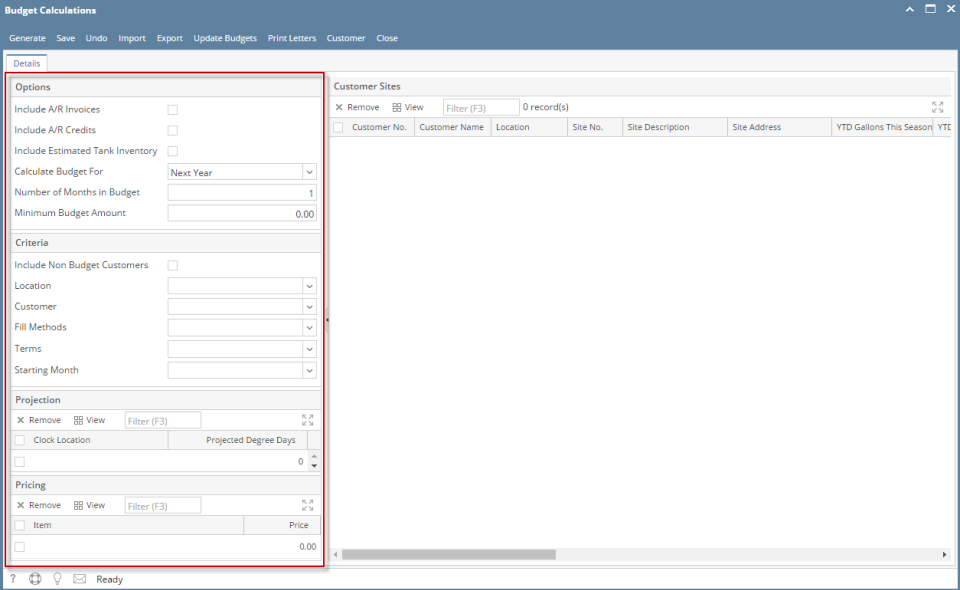 Budget Calculations
Generate Save Undo Import Export Update Budgets Print Letters Customer Close
Details
Options
Include A/R Invoices
Include A/R Credits
Include Estimated Tank Inventory
Calculate Budget For Next Year
Number of Months in Budget 1
Minimum Budget Amount 0.00
Criteria
Include Non Budget Customers
Location
Customer
Fill Methods
Terms
Starting Month
Projection
Remove View Filter (F3)
Clock Location Projected Degree Days
0
Pricing
Remove View Filter (F3)
Item Price
0.00
Customer Sites
Remove View Filter (F3) 0 record(s)
Customer No. Customer Name Location Site No. Site Description Site Address YTD Gallons This Season YTD
? Ready